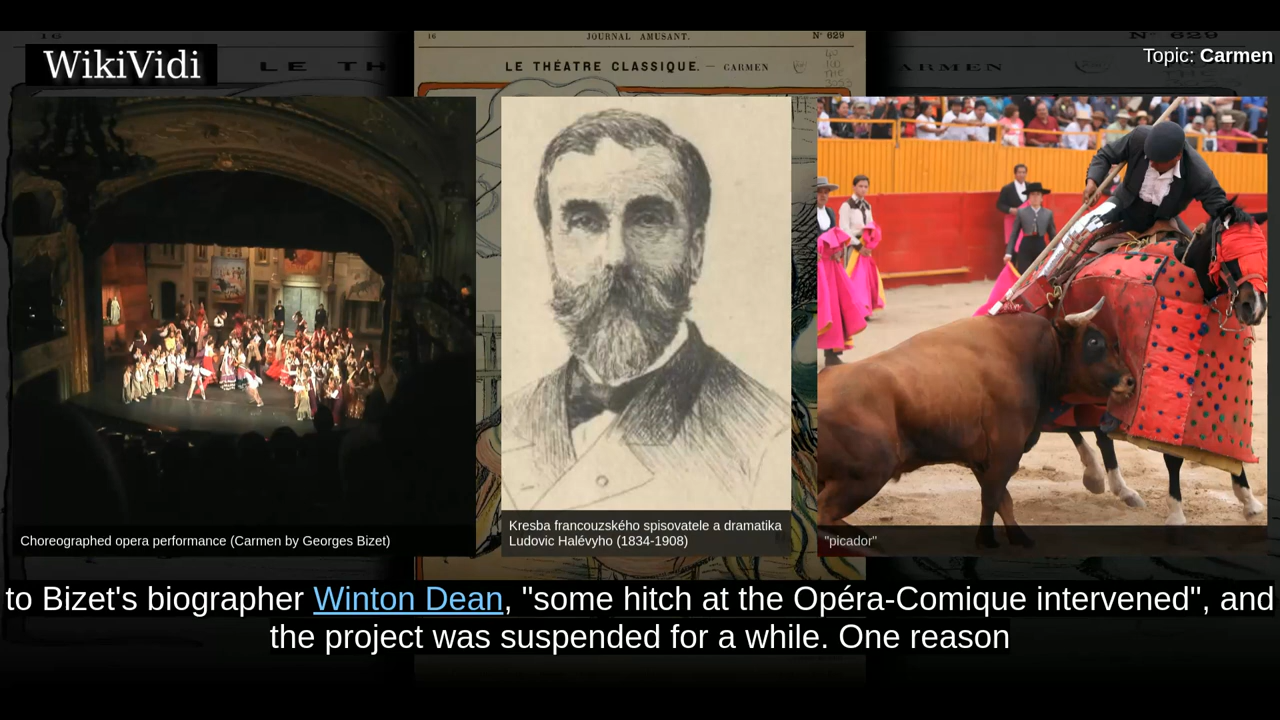 16
JOURNAL AMUSANT.
Nº 629
WikiVidi
Topic: Carmen
LE THÉATRE CLASSIQUE. — CARMEN
Choreographed opera performance (Carmen by Georges Bizet)
Kresba francouzského spisovatele a dramatika
Ludovic Halévyho (1834-1908)
"picador"
to Bizet's biographer Winton Dean, "some hitch at the Opéra-Comique intervened", and
the project was suspended for a while. One reason